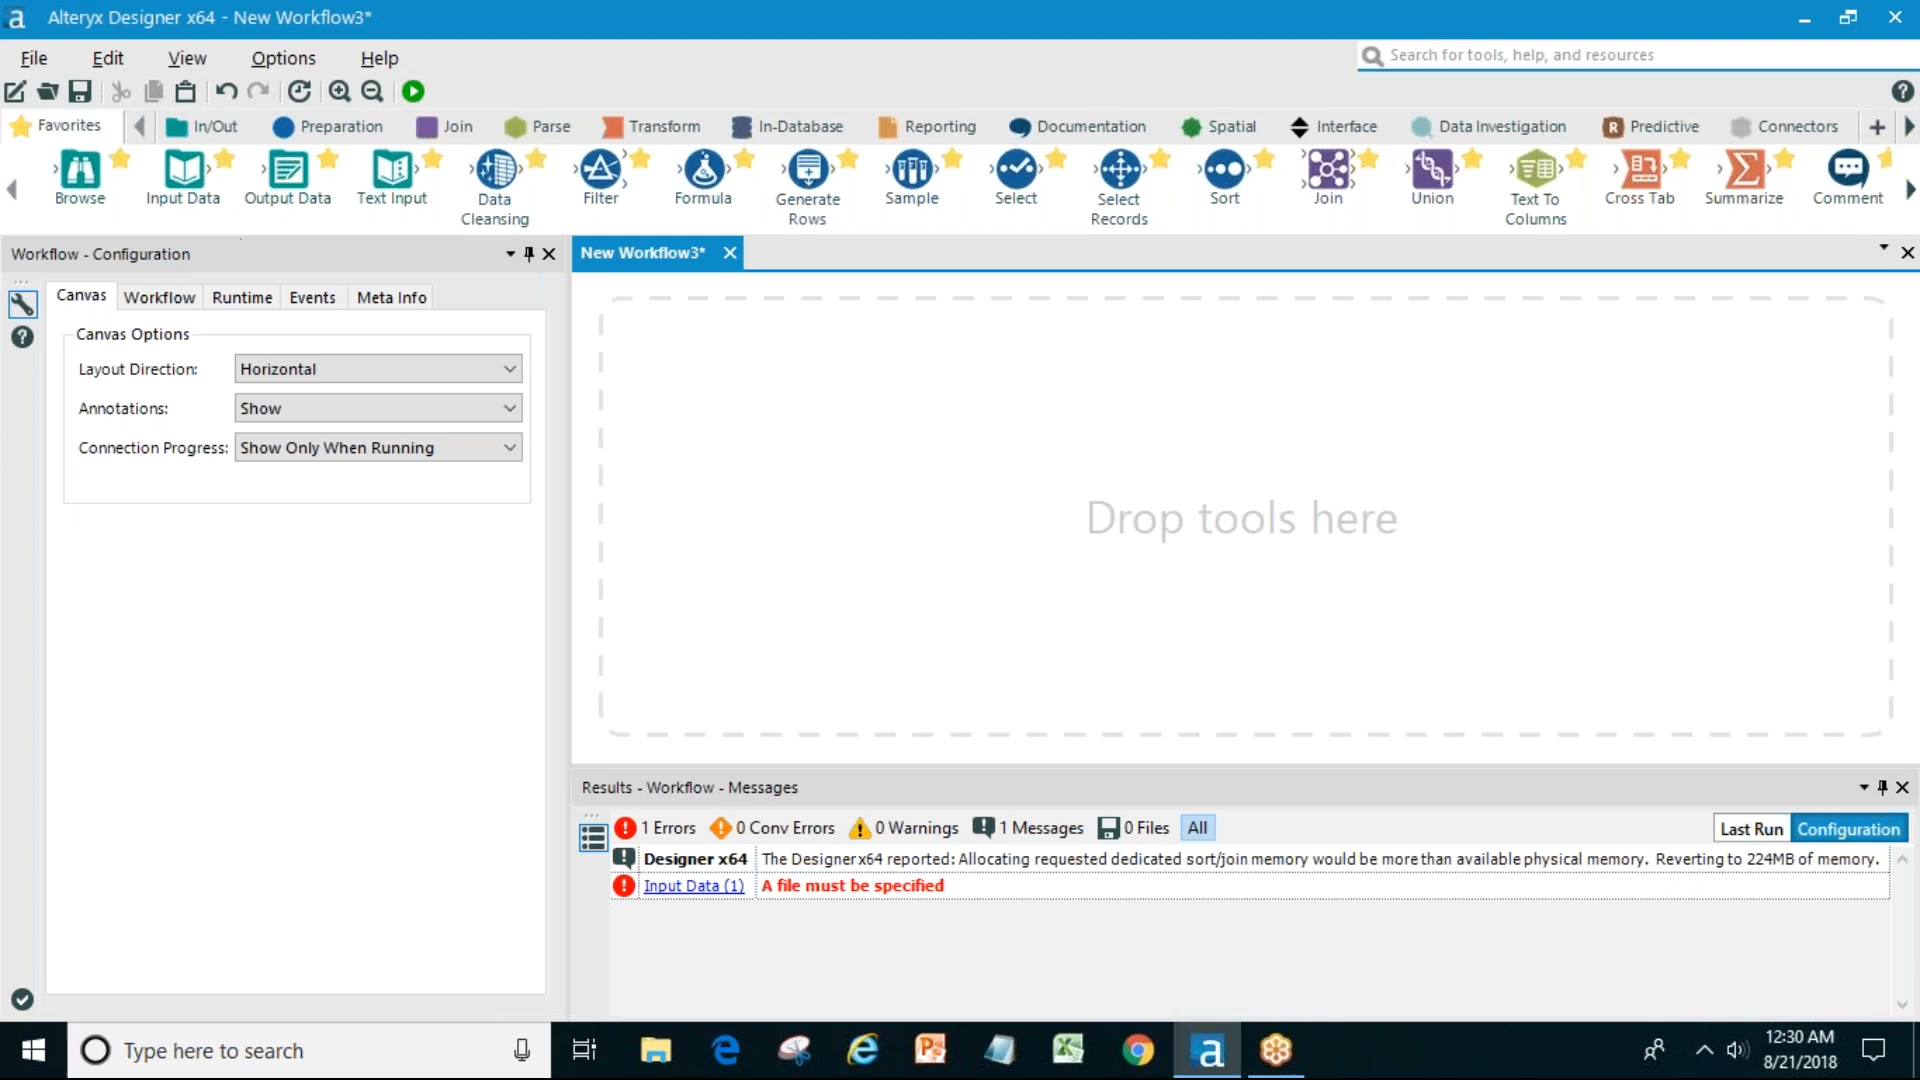 Alteryx Designer x64 - New Workflow3*
File Edit View Options Help
Search for tools, help, and resources
Favorites In/Out Preparation Join Parse Transform In-Database Reporting Documentation Spatial Interface Data Investigation Predictive Connectors
Browse Input Data Output Data Text Input Data Cleansing Filter Formula Generate Rows Sample Select Select Records Sort Join Union Text To Columns Cross Tab Summarize Comment
Workflow - Configuration
New Workflow3*
Canvas Workflow Runtime Events Meta Info
Canvas Options
Layout Direction: Horizontal
Annotations: Show
Connection Progress: Show Only When Running
Drop tools here
Results - Workflow - Messages
1 Errors 0 Conv Errors 0 Warnings 1 Messages 0 Files All Last Run Configuration
Designer x64 The Designer x64 reported: Allocating requested dedicated sort/join memory would be more than available physical memory. Reverting to 224MB of memory.
Input Data (1) A file must be specified
Type here to search
12:30 AM
8/21/2018